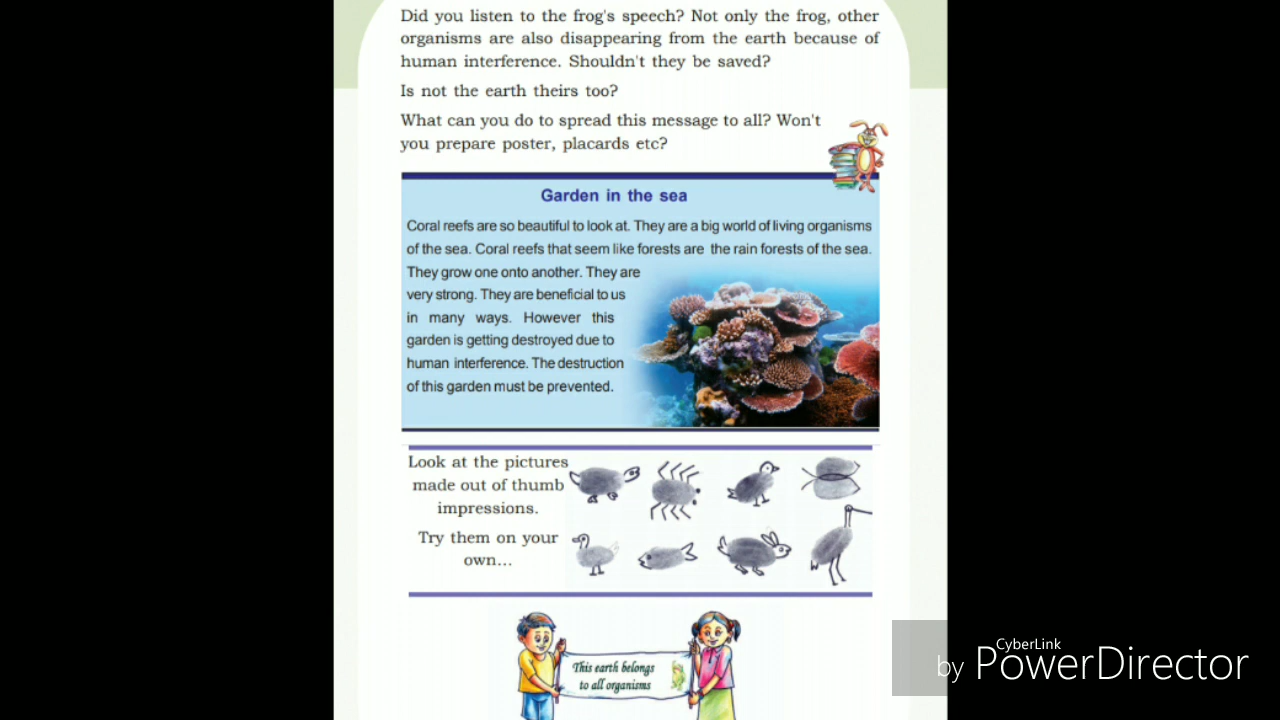 Did you listen to the frog's speech? Not only the frog, other
organisms are also disappearing from the earth because of
human interference. Shouldn't they be saved?
Is not the earth theirs too?
What can you do to spread this message to all? Won't
you prepare poster, placards etc?
Garden in the sea
Coral reefs are so beautiful to look at. They are a big world of living organisms
of the sea. Coral reefs that seem like forests are the rain forests of the sea.
They grow one onto another. They are
very strong. They are beneficial to us
in many ways. However this
garden is getting destroyed due to
human interference. The destruction
of this garden must be prevented.
Look at the pictures
made out of thumb
impressions.
Try them on your
own...
This earth belongs
to all organisms
by CyberLink PowerDirector